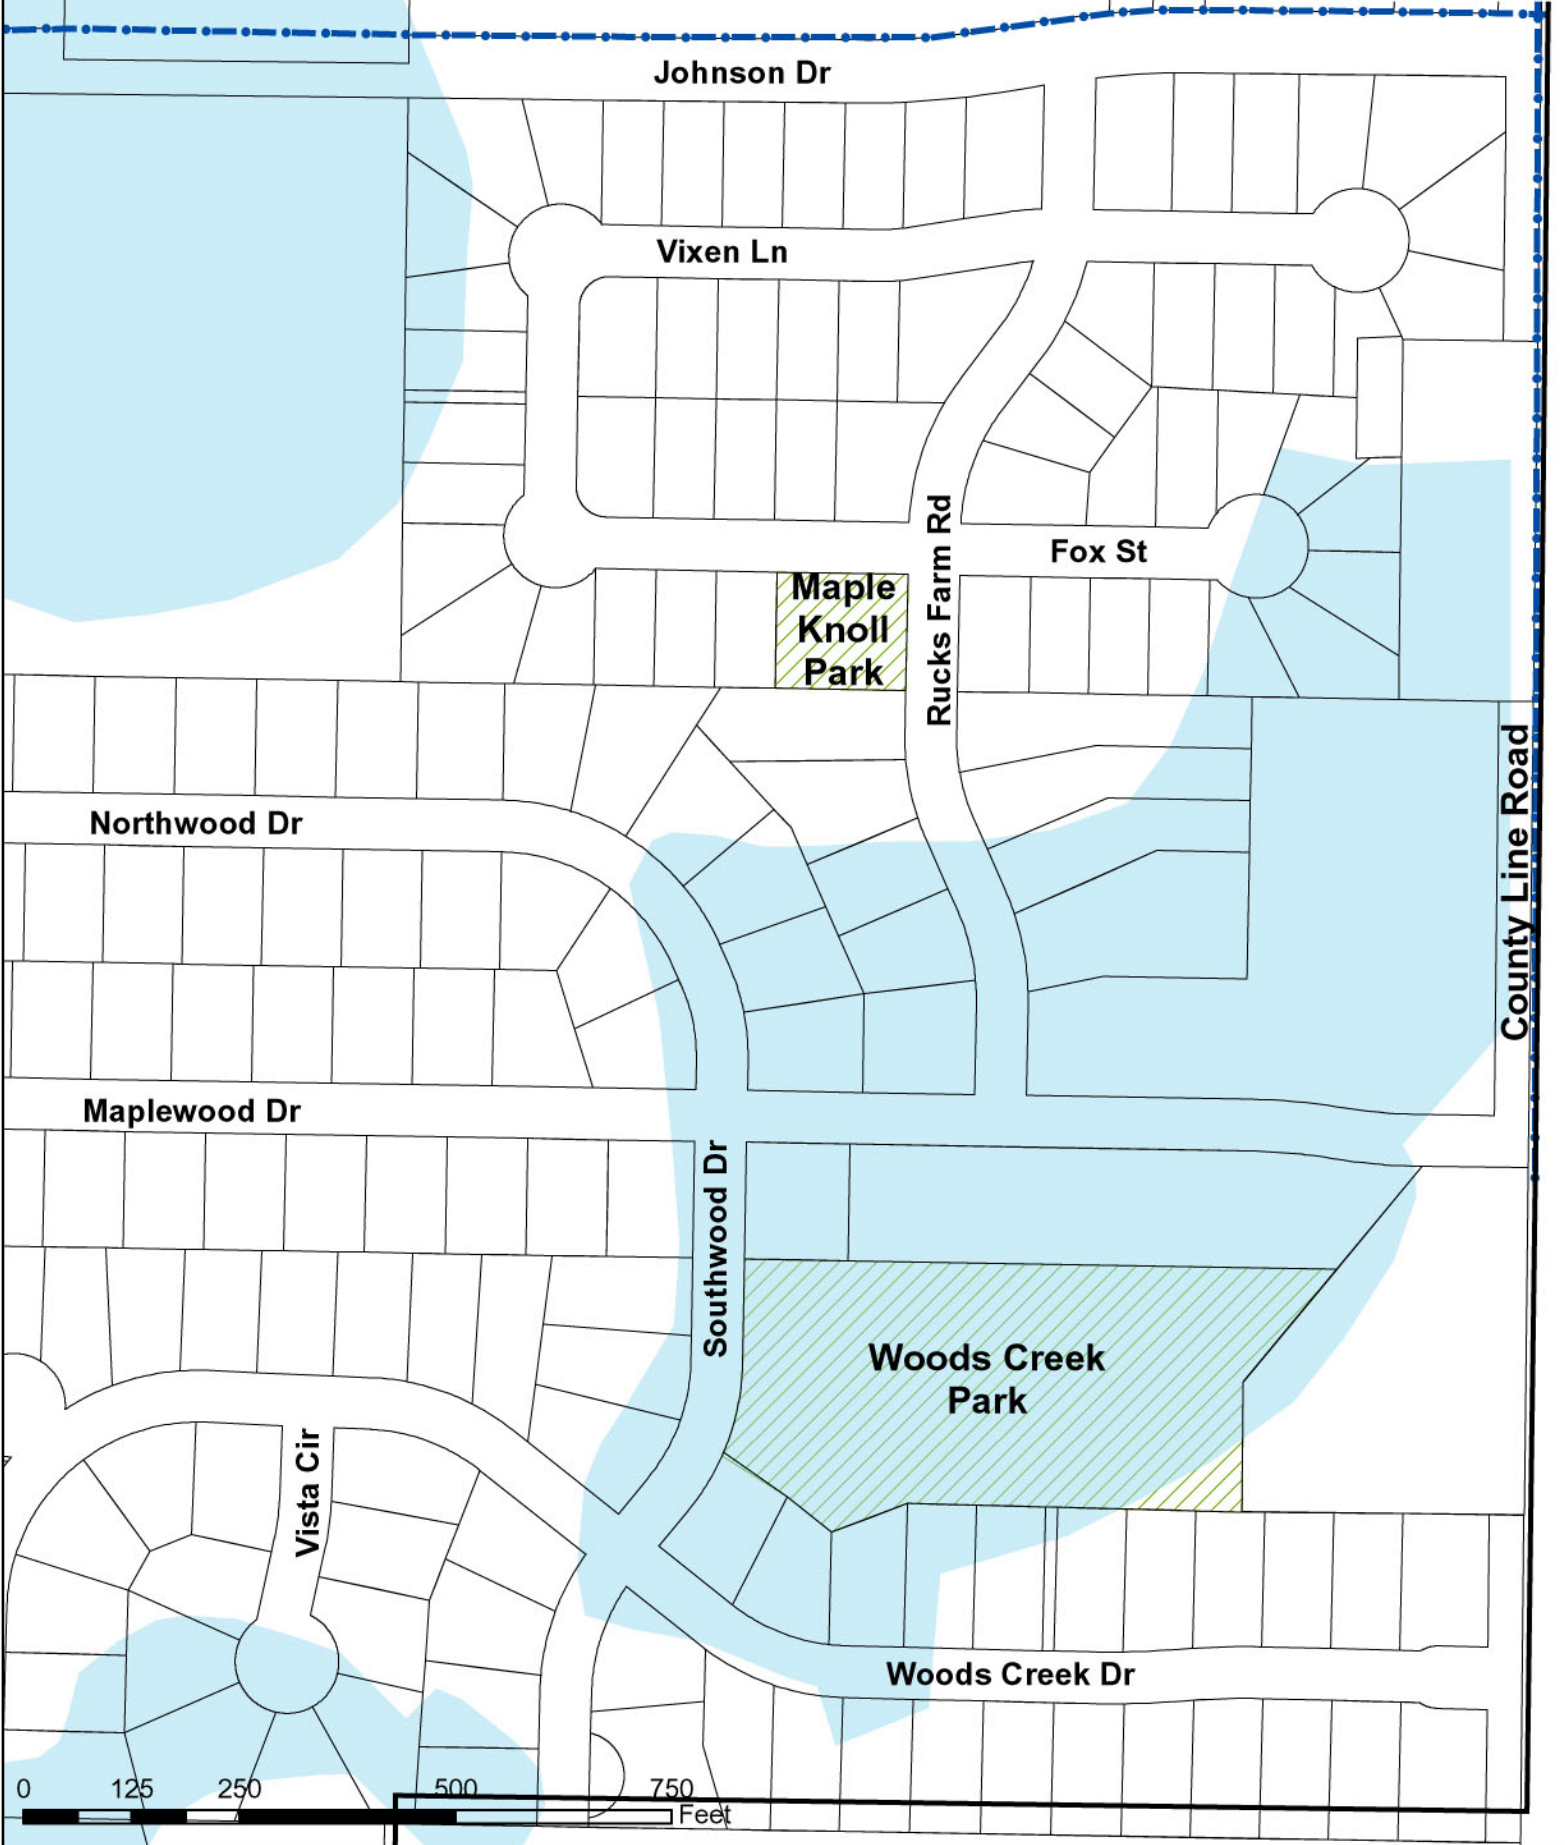 Johnson Dr
Vixen Ln
Rucks Farm Rd
Fox St
Maple
Knoll
Park
County Line Road
Northwood Dr
Maplewood Dr
Southwood Dr
Woods Creek
Park
Vista Cir
Woods Creek Dr
0 125 250 500 750
Feet